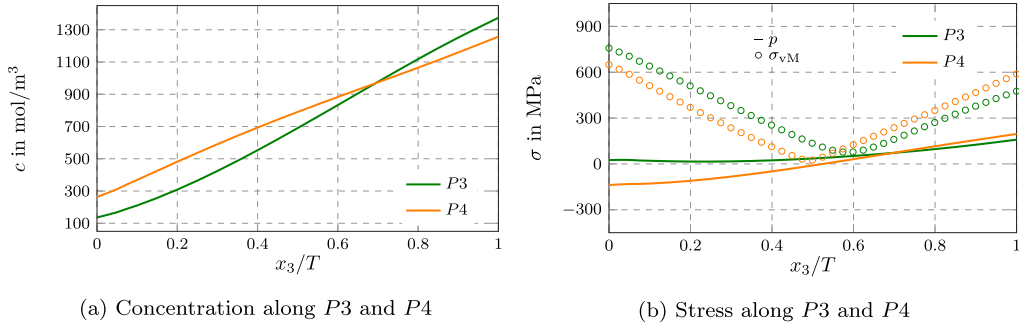 1300
1100
900
700
500
300
100
c in mol/m³
P3
P4
0 0.2 0.4 0.6 0.8 1
x₃/T
(a) Concentration along P3 and P4
900
600
300
0
−300
σ in MPa
p
σvM
P3
P4
0 0.2 0.4 0.6 0.8 1
x₃/T
(b) Stress along P3 and P4